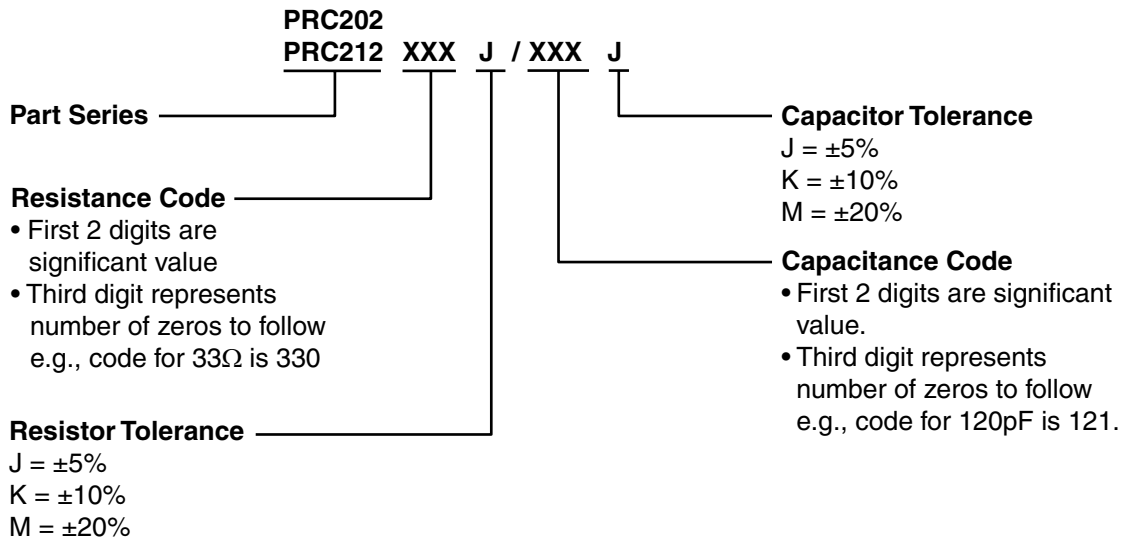 PRC202
PRC212 XXX J / XXX J
Part Series
Resistance Code
• First 2 digits are
significant value
• Third digit represents
number of zeros to follow
e.g., code for 33Ω is 330
Resistor Tolerance
J = ±5%
K = ±10%
M = ±20%
Capacitor Tolerance
J = ±5%
K = ±10%
M = ±20%
Capacitance Code
• First 2 digits are significant
value.
• Third digit represents
number of zeros to follow
e.g., code for 120pF is 121.